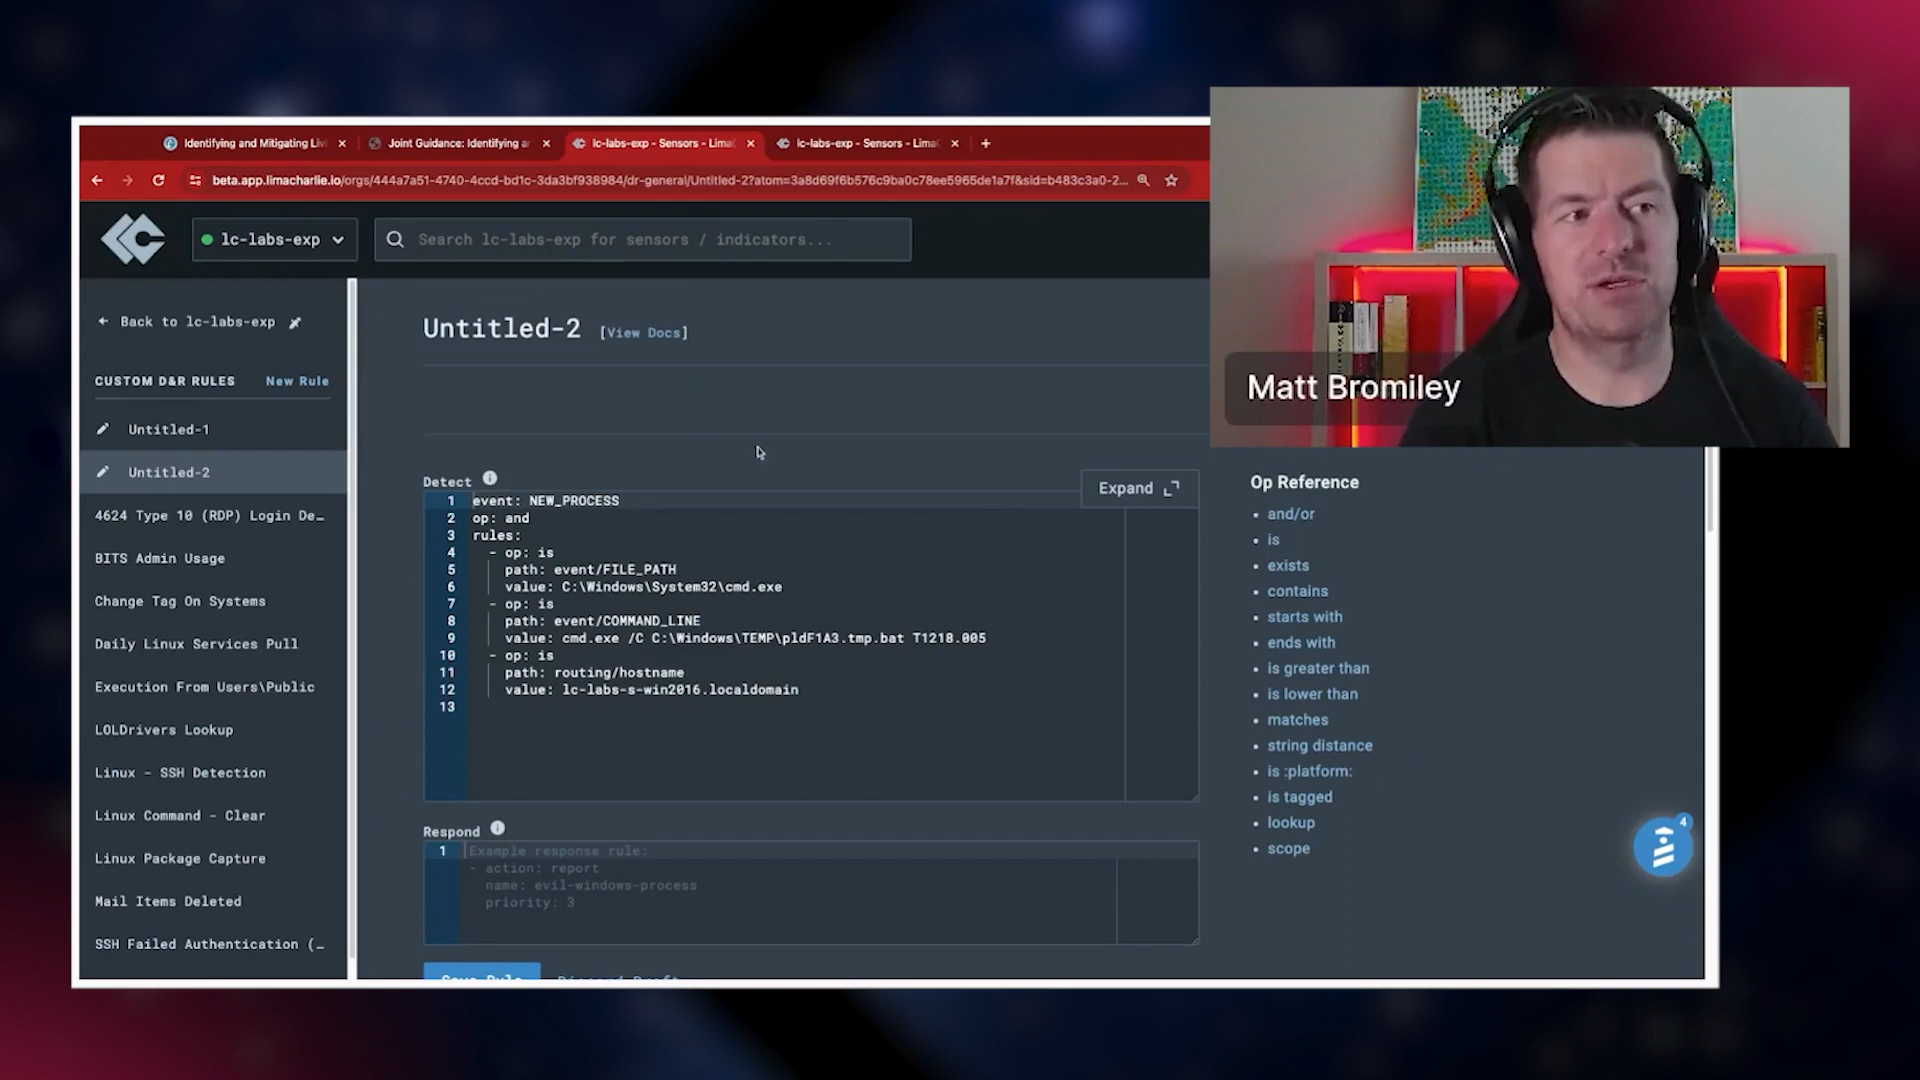 Identifying and Mitigating Livi
Joint Guidance: Identifying a
lc-labs-exp - Sensors - LimaC
lc-labs-exp - Sensors - LimaC
beta.app.limacharlie.io/orgs/444a7a51-4740-4ccd-bd1c-3da3bf938984/dr-general/Untitled-2?atom=3a8d69f6b576c9ba0c78ee5965de1a7f&sid=b483c3a0-2...
lc-labs-exp
Search lc-labs-exp for sensors / indicators...
Back to lc-labs-exp
CUSTOM D&R RULES New Rule
Untitled-1
Untitled-2
4624 Type 10 (RDP) Login De…
BITS Admin Usage
Change Tag On Systems
Daily Linux Services Pull
Execution From Users\Public
LOLDrivers Lookup
Linux - SSH Detection
Linux Command - Clear
Linux Package Capture
Mail Items Deleted
SSH Failed Authentication (…
Untitled-2 [View Docs]
Detect
Expand
1 event: NEW_PROCESS
2 op: and
3 rules:
4 - op: is
5 path: event/FILE_PATH
6 value: C:\Windows\System32\cmd.exe
7 - op: is
8 path: event/COMMAND_LINE
9 value: cmd.exe /C C:\Windows\TEMP\pldF1A3.tmp.bat T1218.005
10 - op: is
11 path: routing/hostname
12 value: lc-labs-s-win2016.localdomain
13
Respond
1 Example response rule:
- action: report
name: evil-windows-process
priority: 3
Save Rule Discard Draft
Op Reference
• and/or
• is
• exists
• contains
• starts with
• ends with
• is greater than
• is lower than
• matches
• string distance
• is :platform:
• is tagged
• lookup
• scope
4
Matt Bromiley